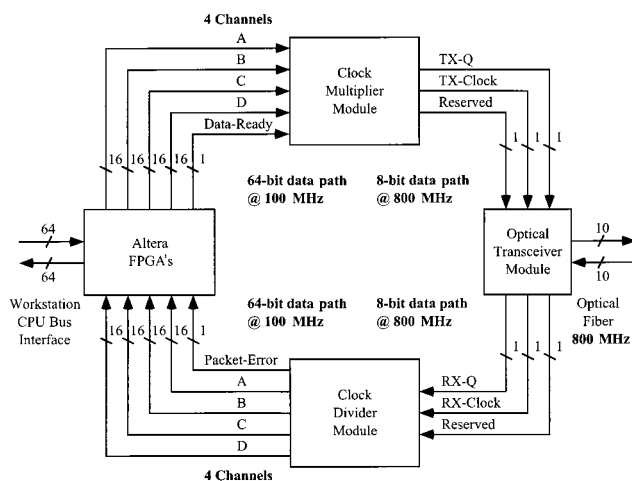 4 Channels
A
B
C
D
Data-Ready
16
16
16
16
1
Clock
Multiplier
Module
TX-Q
TX-Clock
Reserved
1
1
1
64-bit data path
@ 100 MHz
8-bit data path
@ 800 MHz
64
64
Altera
FPGA's
Optical
Transceiver
Module
10
10
Workstation
CPU Bus
Interface
64-bit data path
@ 100 MHz
8-bit data path
@ 800 MHz
Optical
Fiber
800 MHz
16
16
16
16
1
Packet-Error
A
B
C
D
4 Channels
Clock
Divider
Module
1
1
1
RX-Q
RX-Clock
Reserved